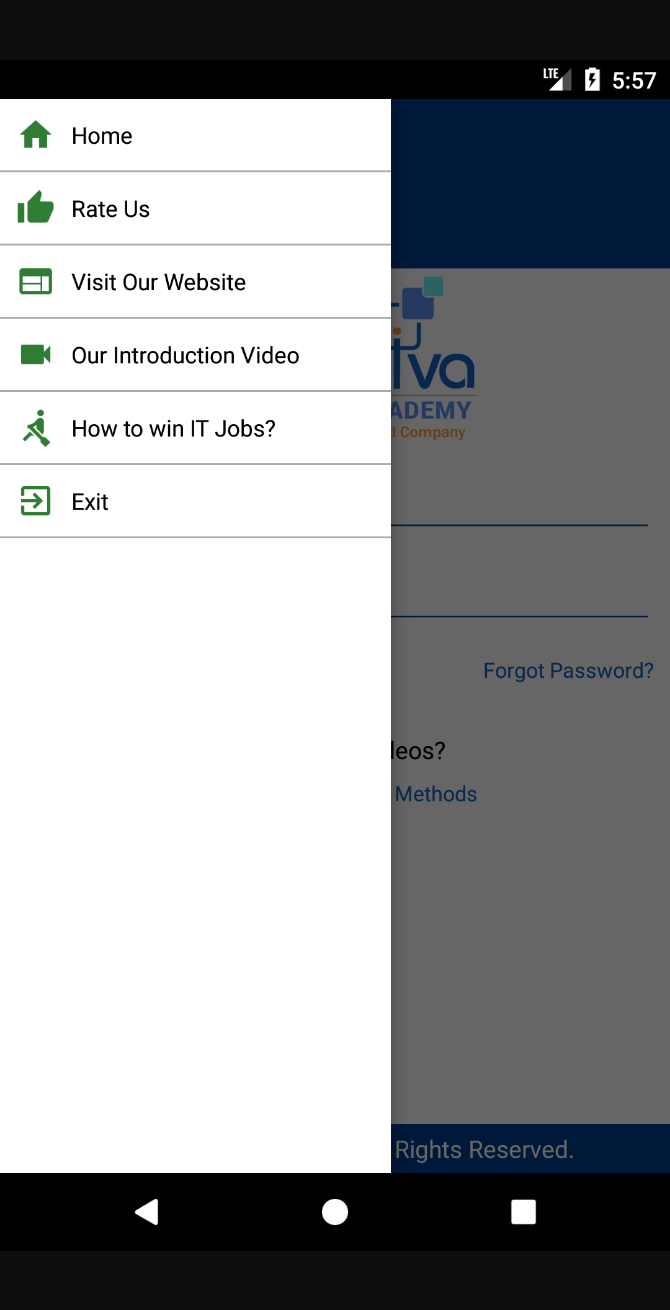 LTE 5:57
Home
Rate Us
Visit Our Website
Our Introduction Video
How to win IT Jobs?
Exit
tva
ADEMY
d Company
Forgot Password?
deos?
Methods
Rights Reserved.